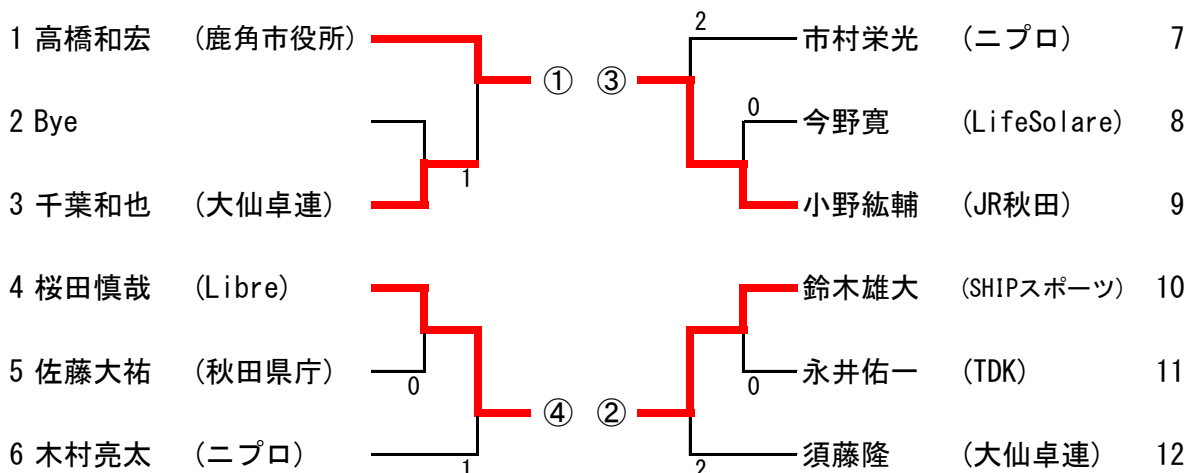 1 高橋和宏 (鹿角市役所) ① ③ 2 市村栄光 (ニプロ) 7
2 Bye 0 今野寛 (LifeSolare) 8
1
3 千葉和也 (大仙卓連) 小野紘輔 (JR秋田) 9
4 桜田慎哉 (Libre) 鈴木雄大 (SHIPスポーツ) 10
5 佐藤大祐 (秋田県庁) 0 0 永井佑一 (TDK) 11
④ ②
6 木村亮太 (ニプロ) 1 2 須藤隆 (大仙卓連) 12